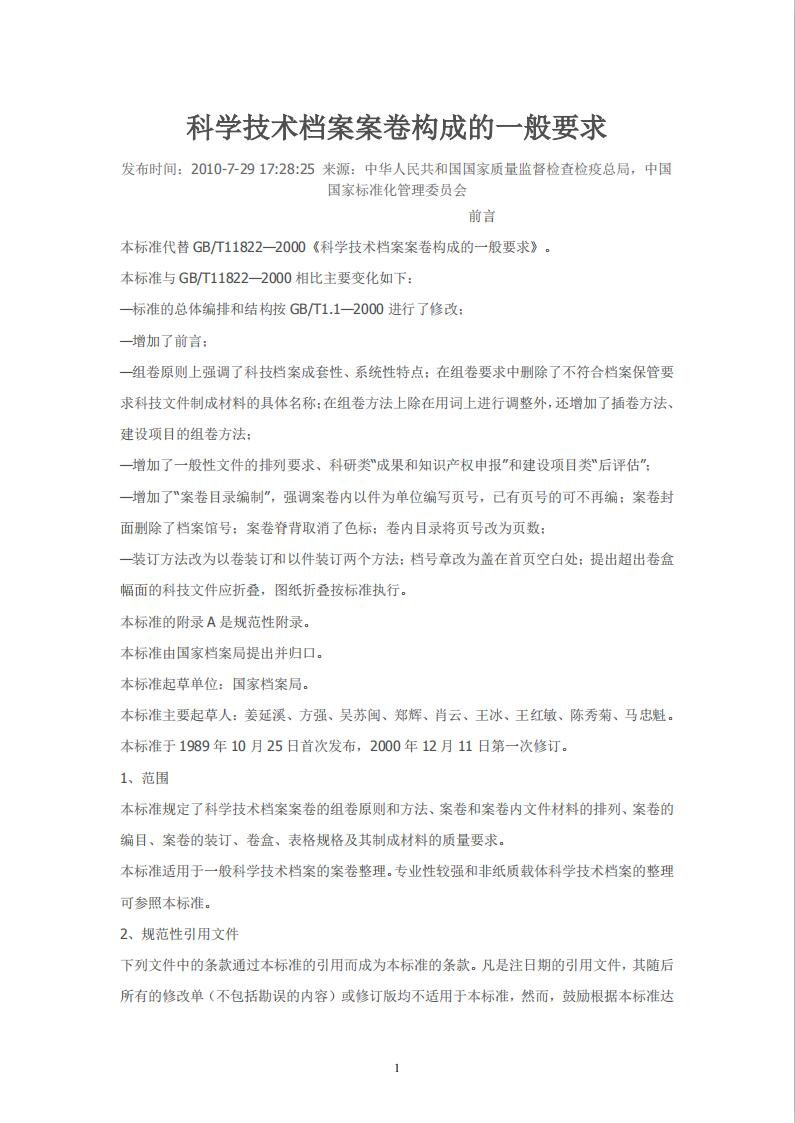 科学技术档案案卷构成的一般要求
发布时间：2010-7-29 17:28:25 来源：中华人民共和国国家质量监督检查检疫总局，中国
国家标准化管理委员会
前言
本标准代替 GB/T11822—2000《科学技术档案案卷构成的一般要求》。
本标准与 GB/T11822—2000 相比主要变化如下：
—标准的总体编排和结构按 GB/T1.1—2000 进行了修改；
—增加了前言；
—组卷原则上强调了科技档案成套性、系统性特点；在组卷要求中删除了不符合档案保管要
求科技文件制成材料的具体名称；在组卷方法上除在用词上进行调整外，还增加了插卷方法、
建设项目的组卷方法；
—增加了一般性文件的排列要求、科研类“成果和知识产权申报”和建设项目类“后评估”；
—增加了“案卷目录编制”，强调案卷内以件为单位编写页号，已有页号的可不再编；案卷封
面删除了档案馆号；案卷脊背取消了色标；卷内目录将页号改为页数；
—装订方法改为以卷装订和以件装订两个方法；档号章改为盖在首页空白处；提出超出卷盒
幅面的科技文件应折叠，图纸折叠按标准执行。
本标准的附录 A 是规范性附录。
本标准由国家档案局提出并归口。
本标准起草单位：国家档案局。
本标准主要起草人：姜延溪、方强、吴苏闽、郑辉、肖云、王冰、王红敏、陈秀菊、马忠魁。
本标准于 1989 年 10 月 25 日首次发布，2000 年 12 月 11 日第一次修订。
1、范围
本标准规定了科学技术档案案卷的组卷原则和方法、案卷和案卷内文件材料的排列、案卷的
编目、案卷的装订、卷盒、表格规格及其制成材料的质量要求。
本标准适用于一般科学技术档案的案卷整理。专业性较强和非纸质载体科学技术档案的整理
可参照本标准。
2、规范性引用文件
下列文件中的条款通过本标准的引用而成为本标准的条款。凡是注日期的引用文件，其随后
所有的修改单（不包括勘误的内容）或修订版均不适用于本标准，然而，鼓励根据本标准达
1